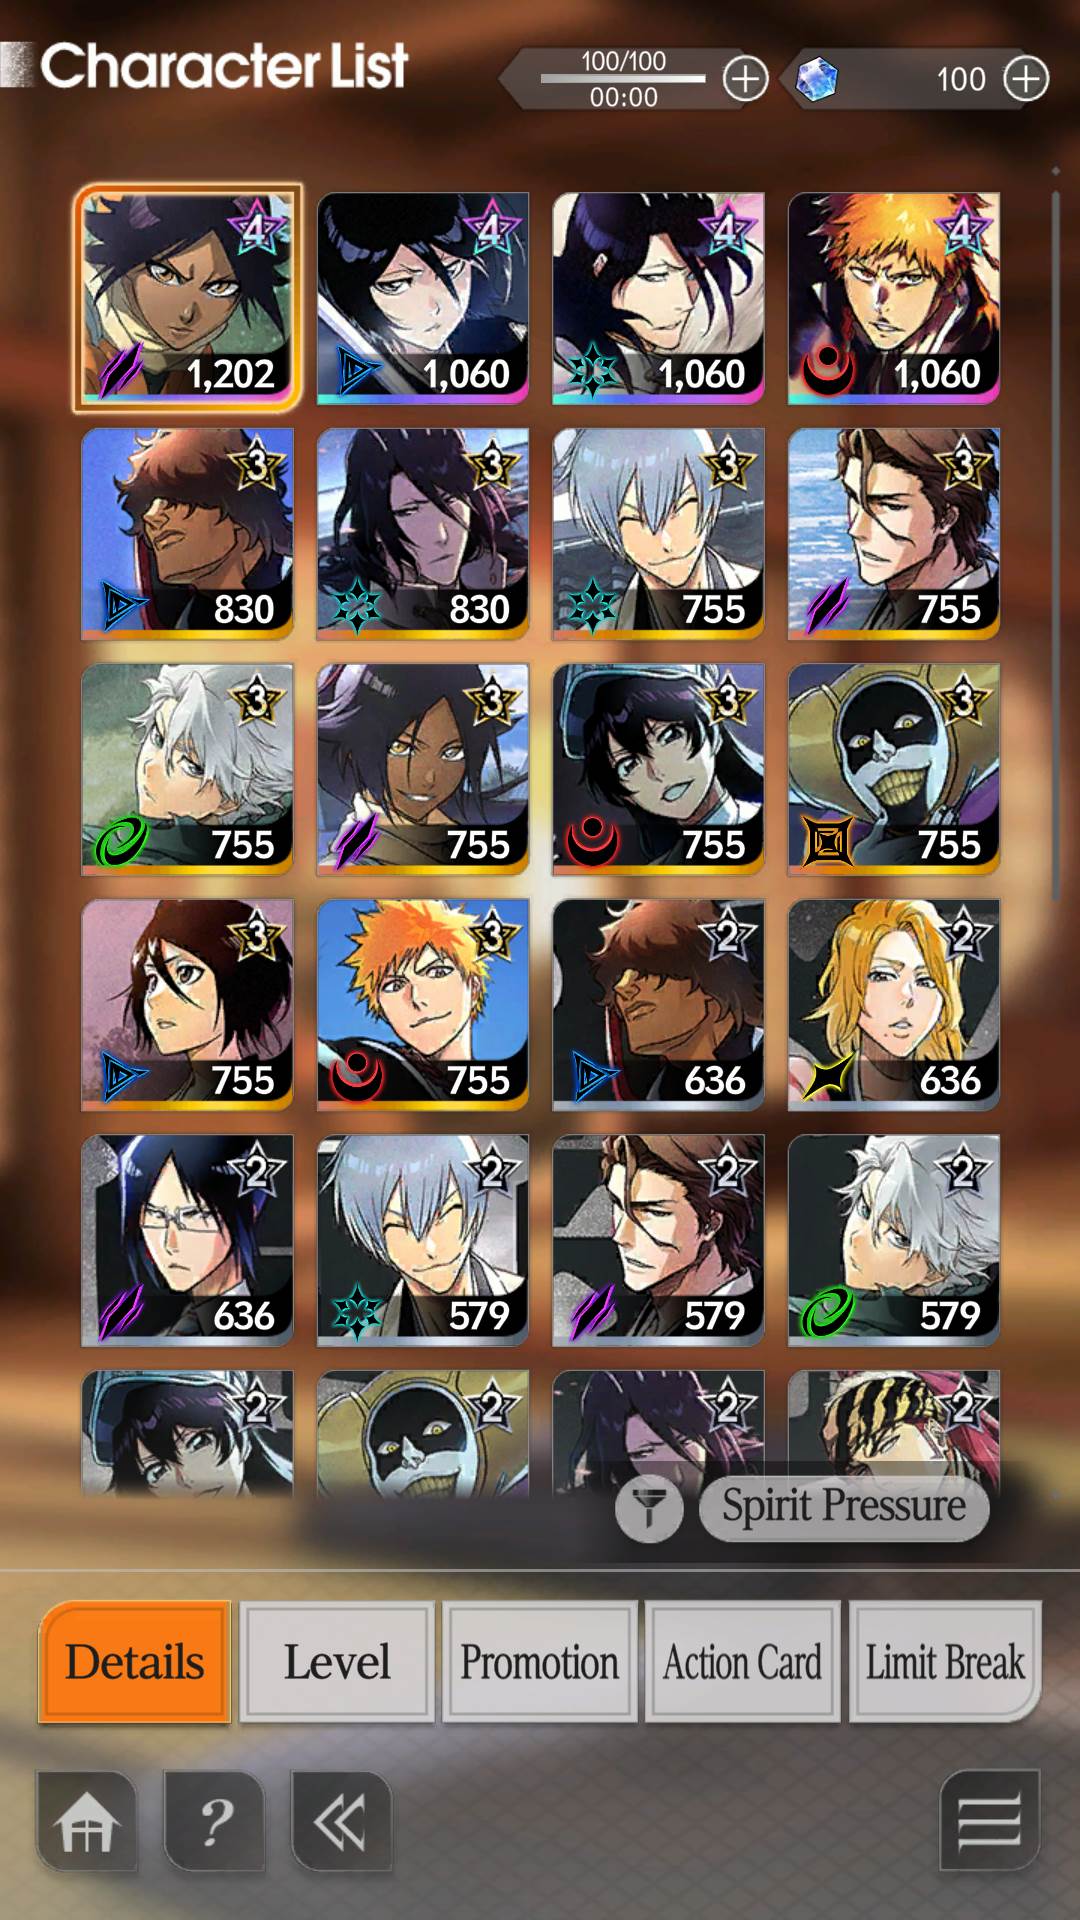 Character List
100/100
00:00
100
4 4 4 4
1,202 1,060 1,060 1,060
3 3 3 3
830 830 755 755
3 3 3 3
755 755 755 755
3 3 2 2
755 755 636 636
2 2 2 2
636 579 579 579
2 2 2 2
Spirit Pressure
Details Level Promotion Action Card Limit Break
?